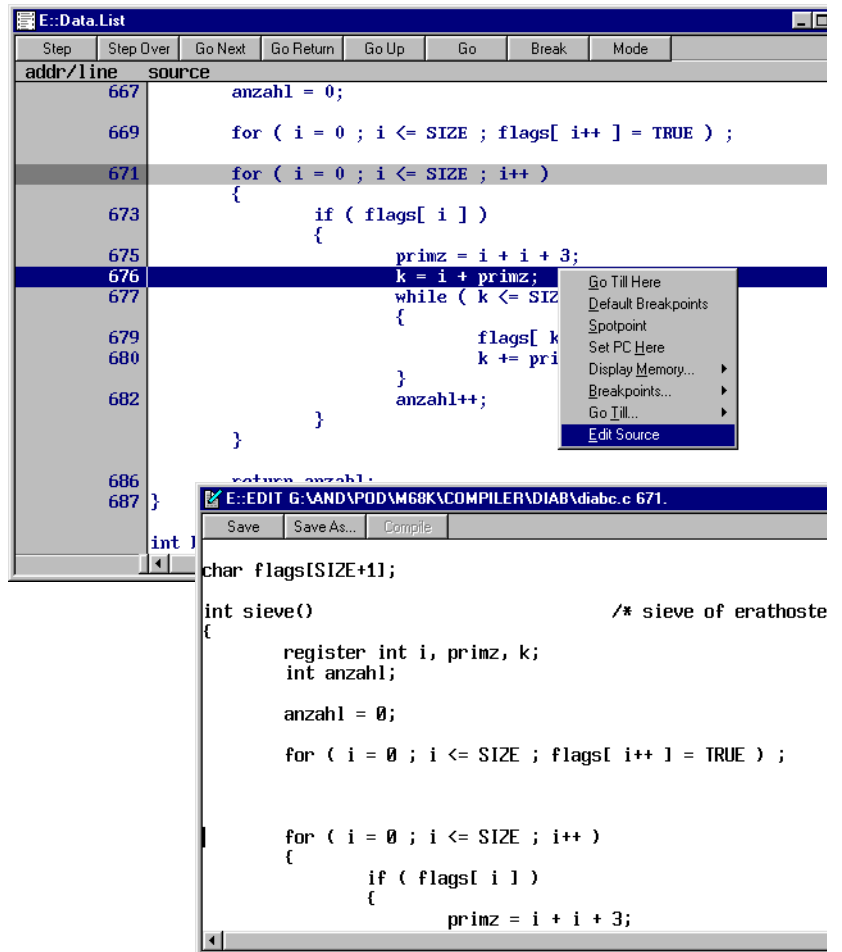 E::Data.List
Step Step Over Go Next Go Return Go Up Go Break Mode
addr/line source
667 anzahl = 0;
669 for ( i = 0 ; i <= SIZE ; flags[ i++ ] = TRUE ) ;
671 for ( i = 0 ; i <= SIZE ; i++ )
{
673 if ( flags[ i ] )
{
675 primz = i + i + 3;
676 k = i + primz;
677 while ( k <= SIZ
{
679 flags[ k
680 k += pri
}
682 anzahl++;
}
}
686 return anzahl;
687 }
int
Go Till Here
Default Breakpoints
Spotpoint
Set PC Here
Display Memory...
Breakpoints...
Go Till...
Edit Source
E::EDIT G:\AND\POD\M68K\COMPILER\DIAB\diabc.c 671.
Save Save As... Compile
char flags[SIZE+1];
int sieve() /* sieve of erathoste
{
register int i, primz, k;
int anzahl;
anzahl = 0;
for ( i = 0 ; i <= SIZE ; flags[ i++ ] = TRUE ) ;
for ( i = 0 ; i <= SIZE ; i++ )
{
if ( flags[ i ] )
{
primz = i + i + 3;